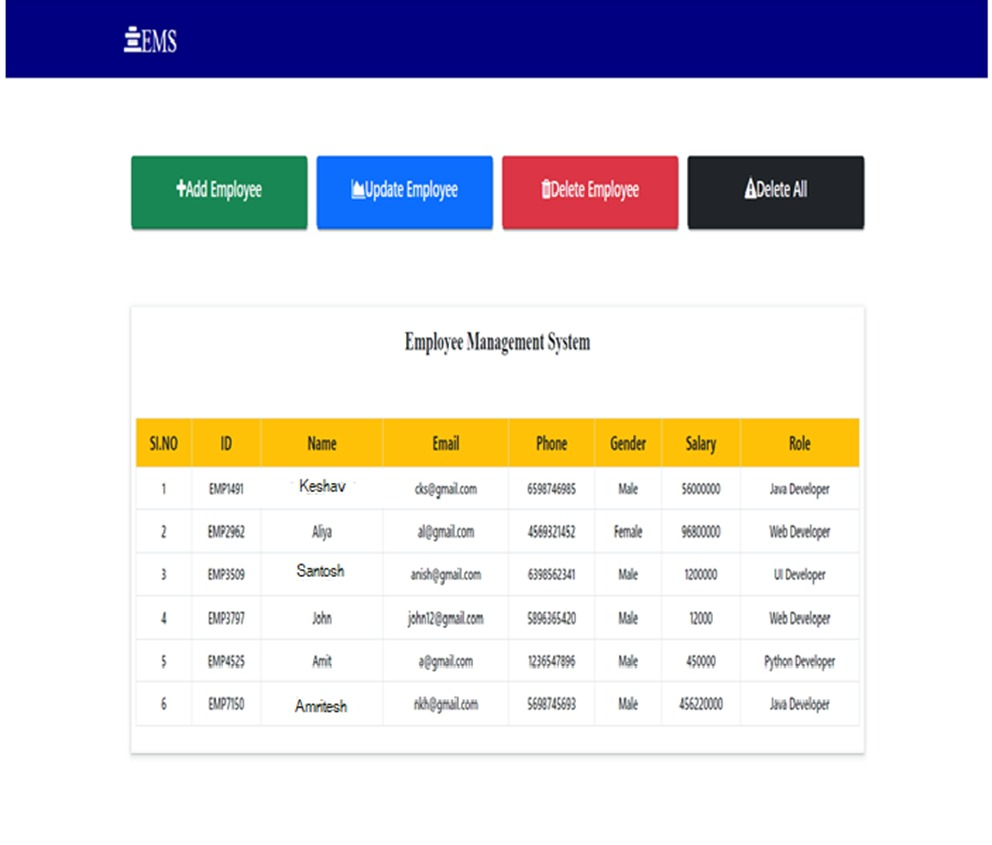 EMS
Add Employee Update Employee Delete Employee Delete All
Employee Management System
Sl.NO ID Name Email Phone Gender Salary Role
1 EMP1491 Keshav cks@gmail.com 6598746985 Male 56000000 Java Developer
2 EMP2962 Aliya al@gmail.com 4569321452 Female 96800000 Web Developer
3 EMP3509 Santosh anish@gmail.com 6398562341 Male 1200000 UI Developer
4 EMP3797 John john12@gmail.com 5896365420 Male 12000 Web Developer
5 EMP4525 Amit a@gmail.com 1236547896 Male 450000 Python Developer
6 EMP7150 Amritesh nkh@gmail.com 5698745693 Male 456220000 Java Developer